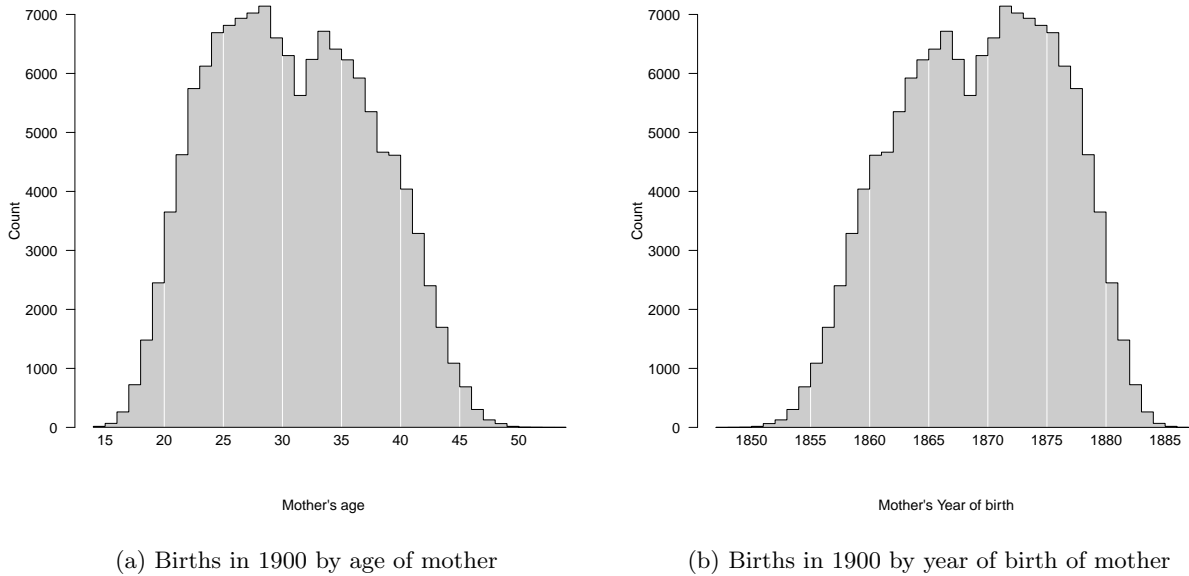 7000
6000
5000
4000
3000
2000
1000
0
Count
15 20 25 30 35 40 45 50
Mother's age
(a) Births in 1900 by age of mother
7000
6000
5000
4000
3000
2000
1000
0
Count
1850 1855 1860 1865 1870 1875 1880 1885
Mother's Year of birth
(b) Births in 1900 by year of birth of mother